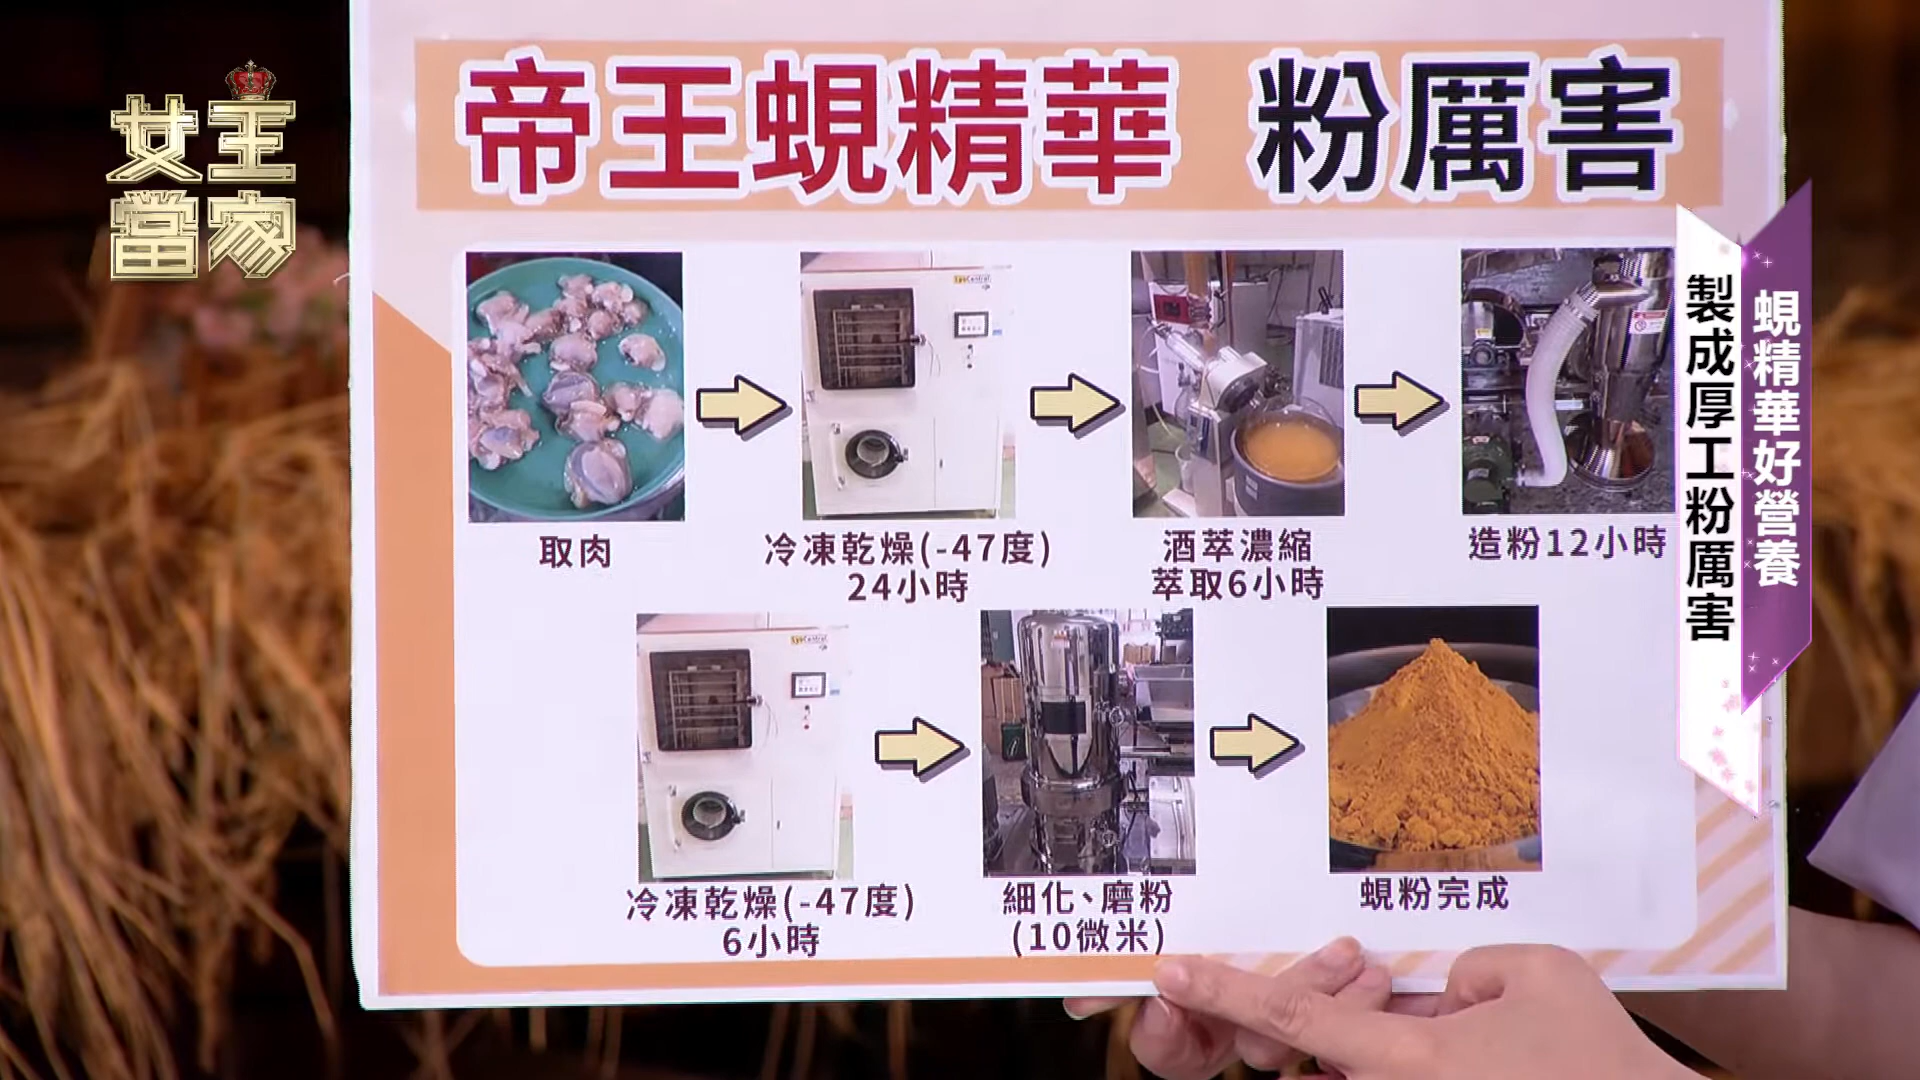 女王
當家
帝王蜆精華 粉厲害
取肉
冷凍乾燥(-47度)
24小時
酒萃濃縮
萃取6小時
造粉12小時
冷凍乾燥(-47度)
6小時
細化、磨粉
(10微米)
蜆粉完成
蜆精華好營養
製成厚工粉厲害